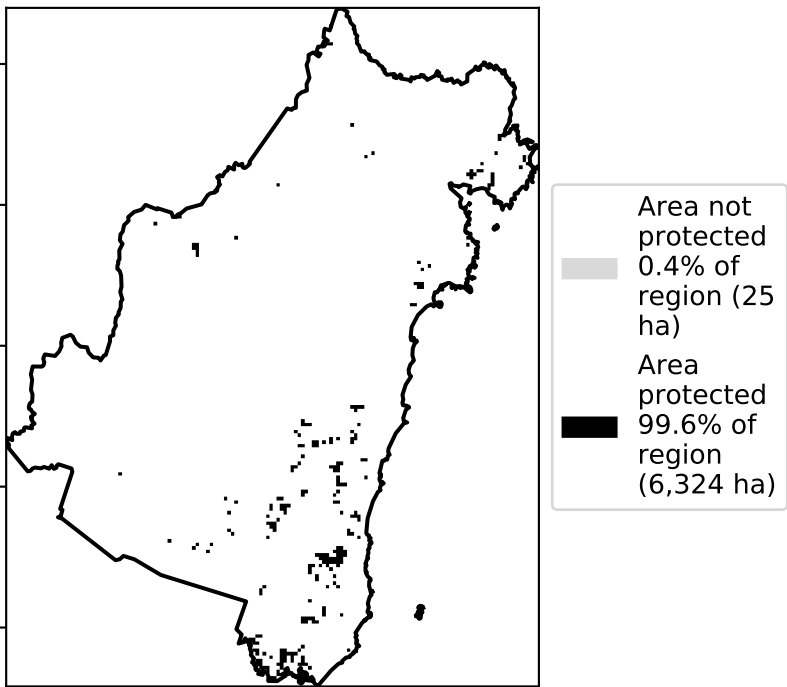 Area not
protected
0.4% of
region (25
ha)
Area
protected
99.6% of
region
(6,324 ha)